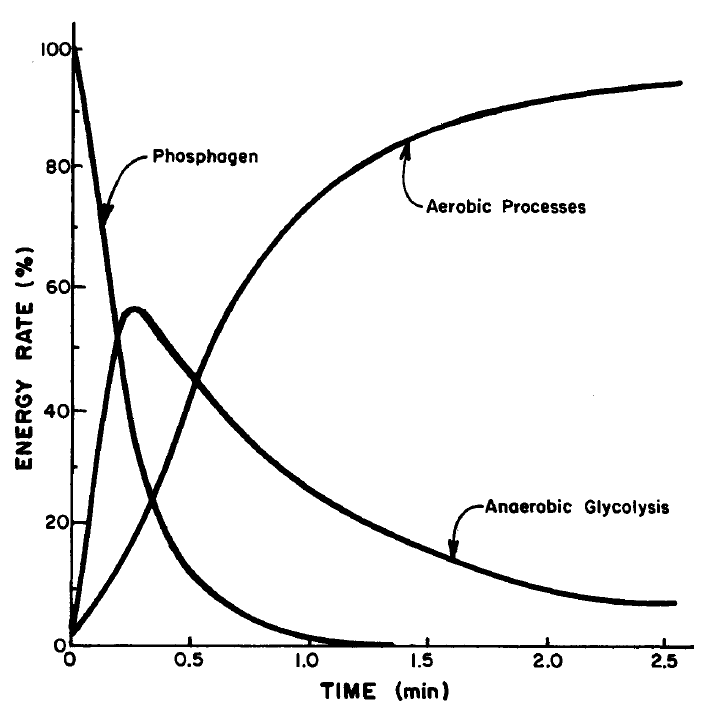 100
Phosphagen
80
Aerobic Processes
60
ENERGY RATE (%)
40
Anaerobic Glycolysis
20
0
0 0.5 1.0 1.5 2.0 2.5
TIME (min)